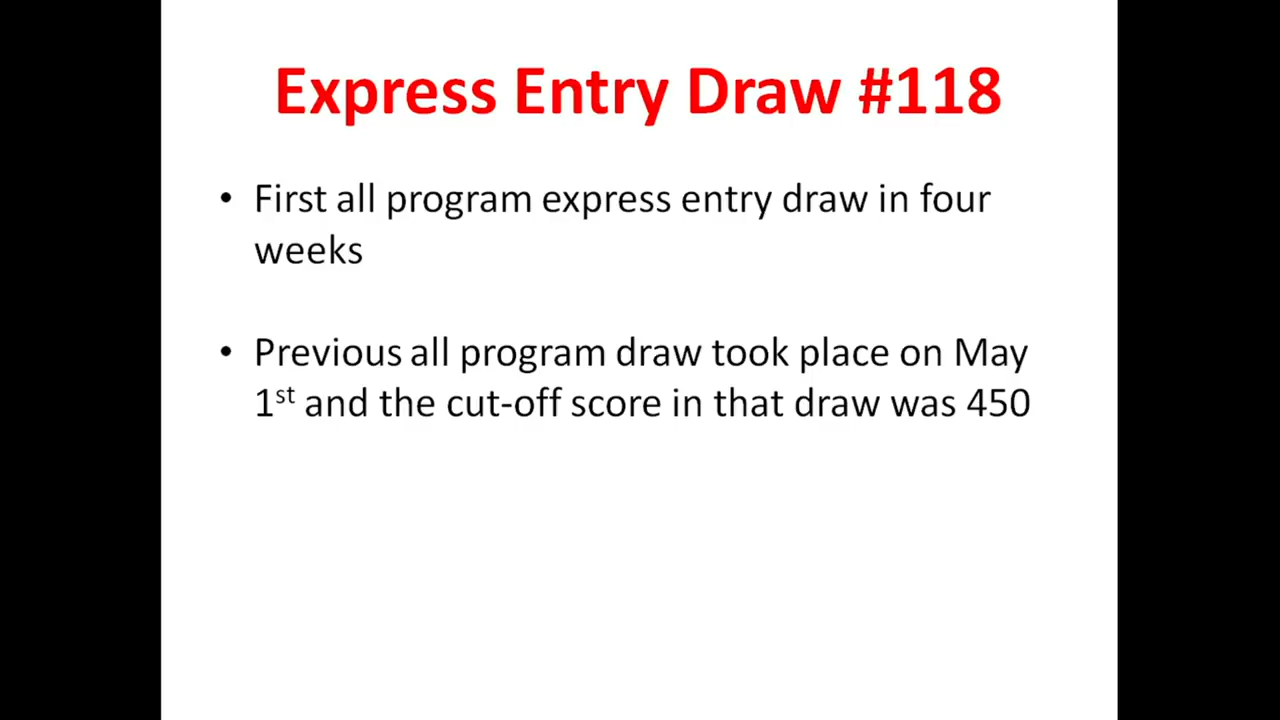 Express Entry Draw #118
• First all program express entry draw in four
weeks
• Previous all program draw took place on May
1st and the cut-off score in that draw was 450